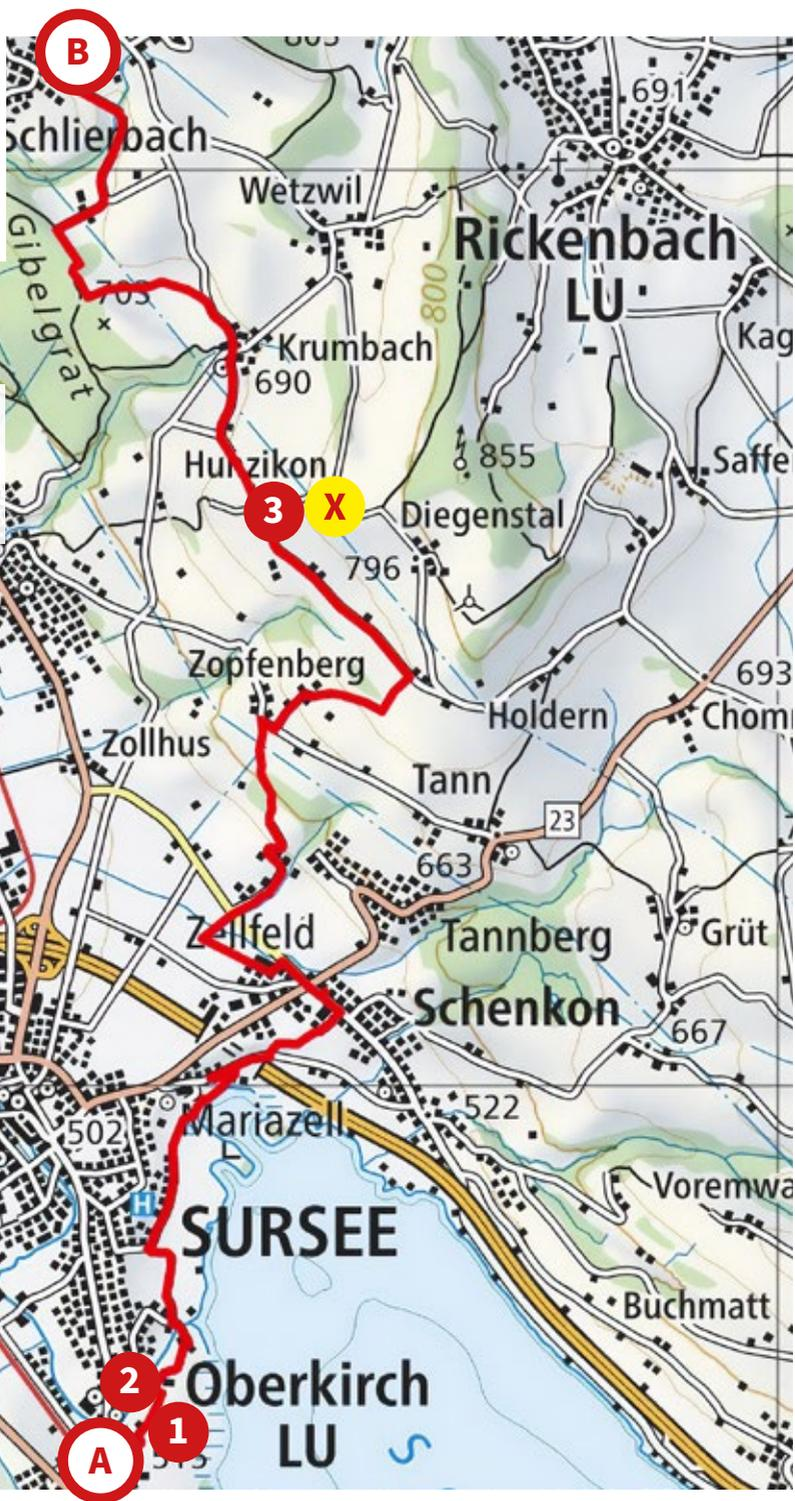 B
691
Schlierbach
Wetzwil
Gibelgrat
Rickenbach
LU
800
703
Kag
Krumbach
690
Hunzikon
855
Saffe
3
X
Diegenstal
796
Zopfenberg
693
Holdern
Chom
Zollhus
Tann
23
663
Zellfeld
Tannberg
Grüt
Schenkon
667
522
Mariazell
502
Voremwa
H
SURSEE
Buchmatt
2
Oberkirch
1
LU
S
A